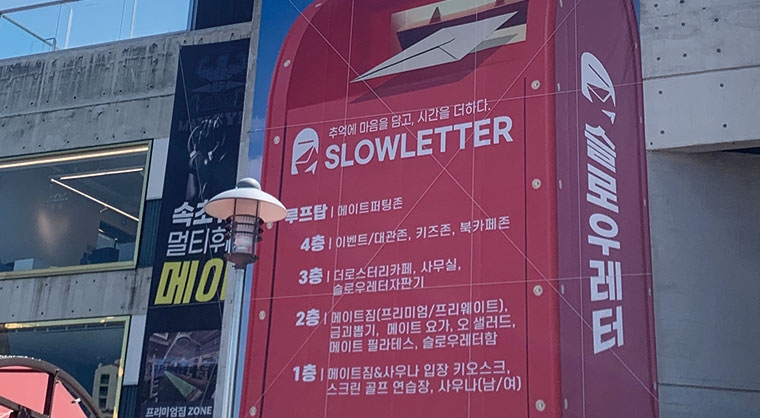 추억에 마음을 담고, 시간을 더하다.
SLOWLETTER
루프탑 | 메이트퍼팅존
4층 | 이벤트/대관존, 키즈존, 북카페존
3층 | 더로스터리카페, 사무실,
슬로우레터자판기
2층 | 메이트짐(프리미엄/프리웨이트),
금괴뽑기, 메이트 요가, 오 샐러드,
메이트 필라테스, 슬로우레터함
1층 | 메이트짐&사우나 입장 키오스크,
스크린 골프 연습장, 사우나(남/여)
슬로우레터
속초
멀티휘
메이
프리미엄짐 ZONE